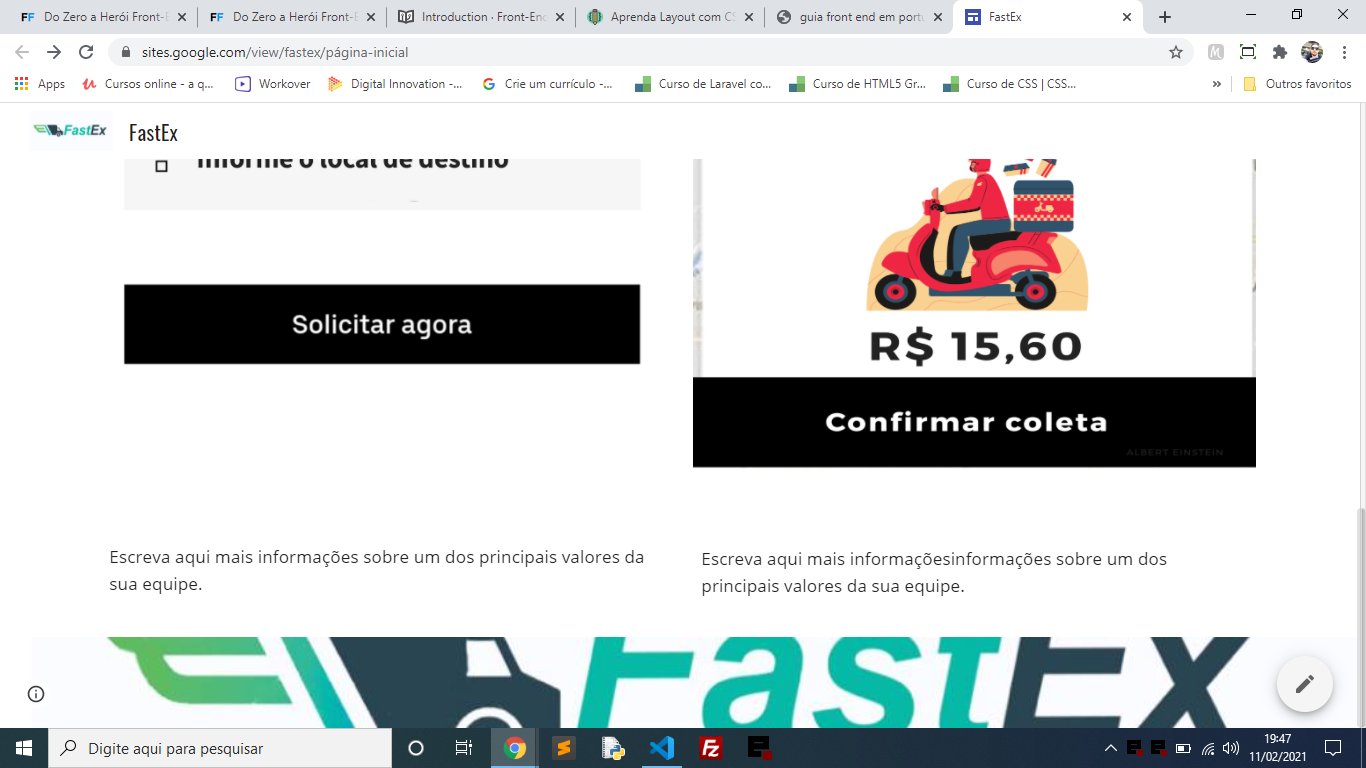 FF Do Zero a Herói Front-E
FF Do Zero a Herói Front-E
Introduction · Front-End
Aprenda Layout com CS
guia front end em portu
FastEx
sites.google.com/view/fastex/página-inicial
M
Apps
Cursos online - a q...
Workover
Digital Innovation -...
Crie um currículo -...
Curso de Laravel co...
Curso de HTML5 Gr...
Curso de CSS | CSS...
»
Outros favoritos
FastEx
FastEx
Informe o local de destino
Solicitar agora
R$ 15,60
Confirmar coleta
ALBERT EINSTEIN
Escreva aqui mais informações sobre um dos principais valores da
sua equipe.
Escreva aqui mais informaçõesinformações sobre um dos
principais valores da sua equipe.
FastEx
Digite aqui para pesquisar
19:47
11/02/2021